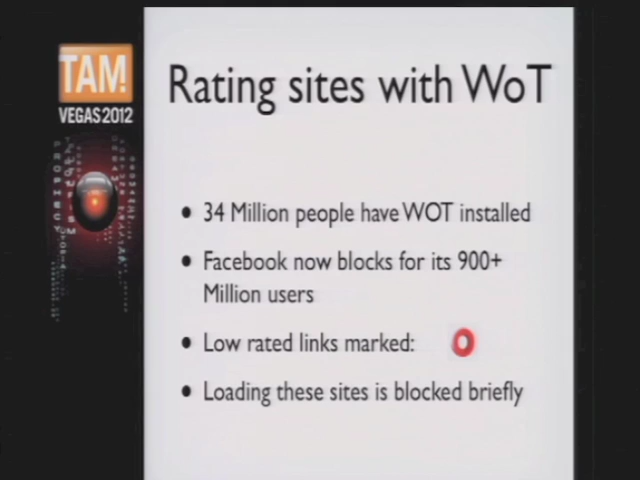 TAM!
VEGAS 2012
Rating sites with WoT
• 34 Million people have WOT installed
• Facebook now blocks for its 900+
Million users
• Low rated links marked:
• Loading these sites is blocked briefly